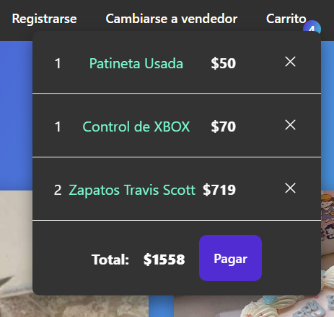 Registrarse Cambiarse a vendedor Carrito 4
1 Patineta Usada $50
1 Control de XBOX $70
2 Zapatos Travis Scott $719
Total: $1558 Pagar